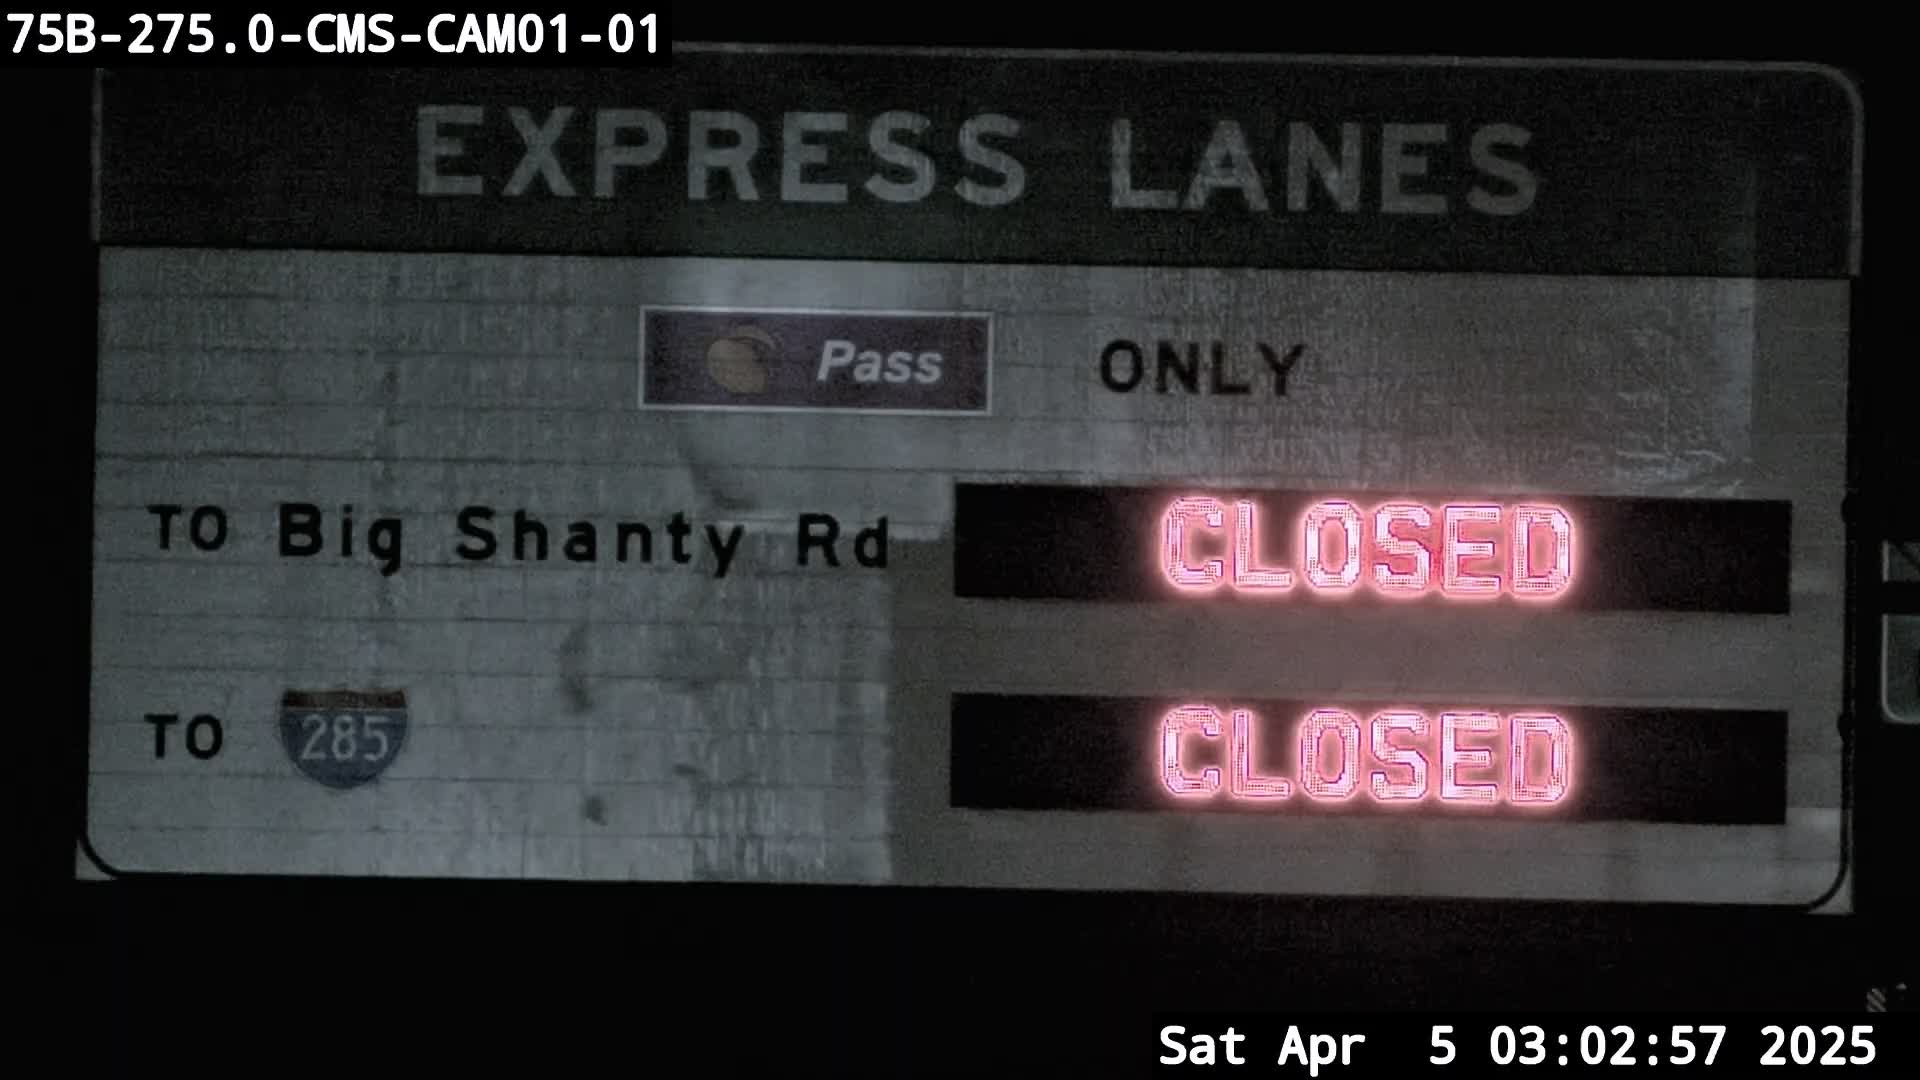 75B-275.0-CMS-CAM01-01
EXPRESS LANES
Pass ONLY
TO Big Shanty Rd CLOSED
TO 285 CLOSED
Sat Apr 5 03:02:57 2025